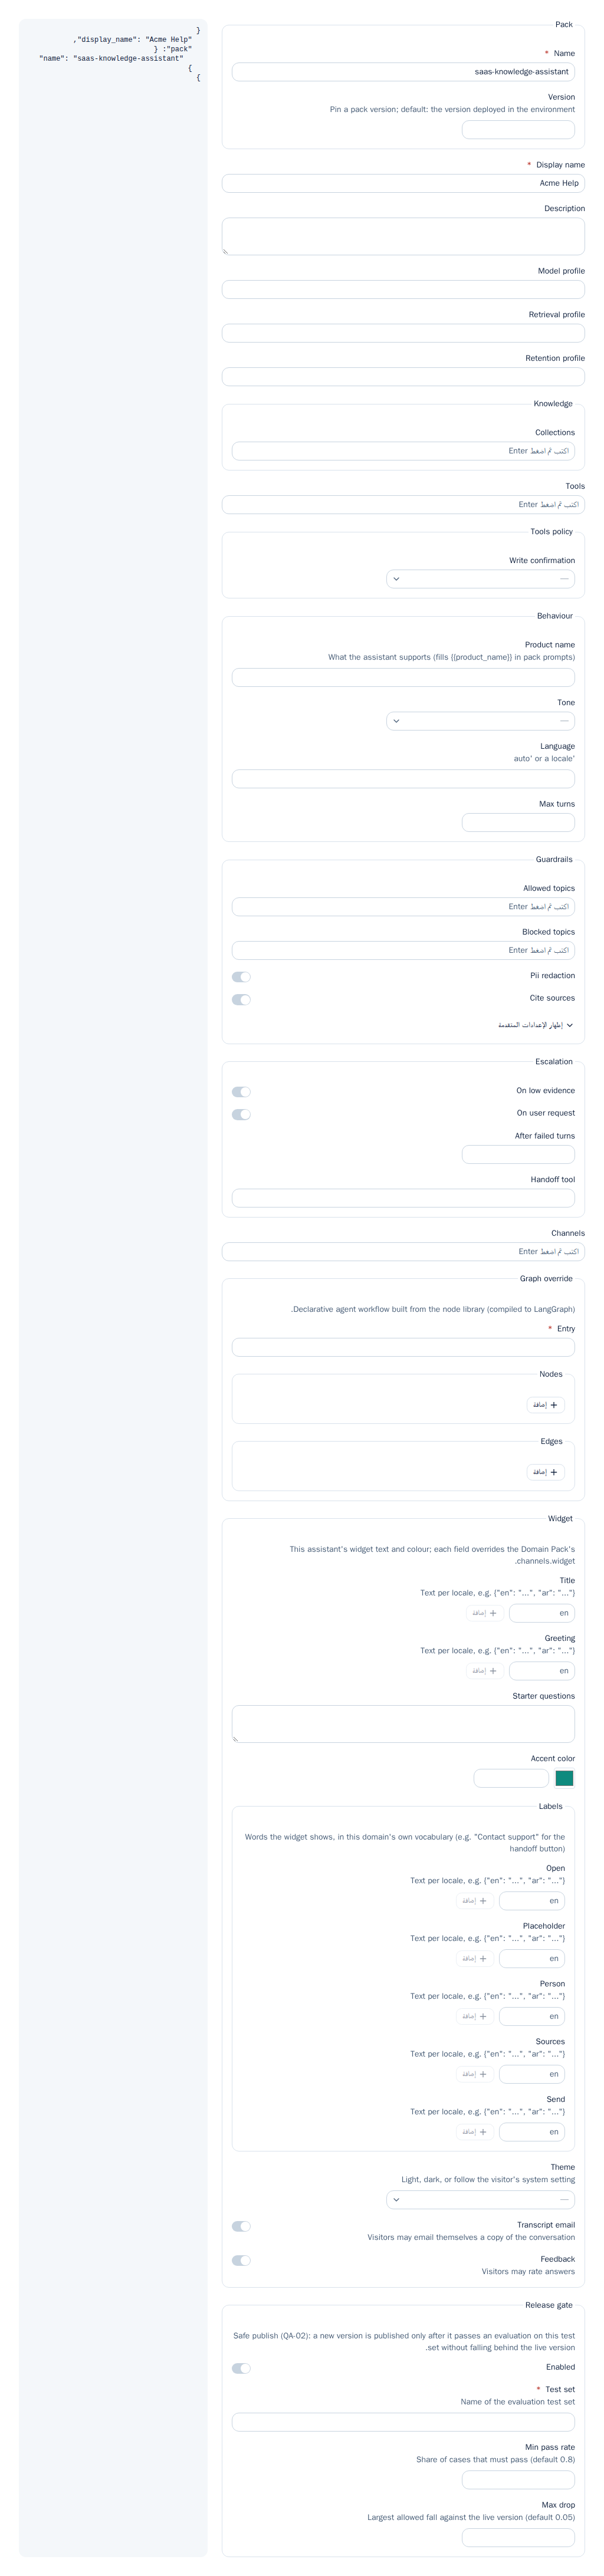 Pack
Name *
saas-knowledge-assistant
Version
Pin a pack version; default: the version deployed in the environment
Display name *
Acme Help
Description
Model profile
Retrieval profile
Retention profile
Knowledge
Collections
اكتب ثم اضغط Enter
Tools
اكتب ثم اضغط Enter
Tools policy
Write confirmation
—
Behaviour
Product name
What the assistant supports (fills {{product_name}} in pack prompts)
Tone
—
Language
'auto' or a locale
Max turns
Guardrails
Allowed topics
اكتب ثم اضغط Enter
Blocked topics
اكتب ثم اضغط Enter
Pii redaction
Cite sources
إظهار الإعدادات المتقدمة
Escalation
On low evidence
On user request
After failed turns
Handoff tool
Channels
اكتب ثم اضغط Enter
Graph override
Declarative agent workflow built from the node library (compiled to LangGraph).
Entry *
Nodes
+ إضافة
Edges
+ إضافة
Widget
This assistant's widget text and colour; each field overrides the Domain Pack's
channels.widget.
Title
Text per locale, e.g. {"en": "...", "ar": "..."}
en
+ إضافة
Greeting
Text per locale, e.g. {"en": "...", "ar": "..."}
en
+ إضافة
Starter questions
Accent color
Labels
Words the widget shows, in this domain's own vocabulary (e.g. "Contact support" for the
handoff button)
Open
Text per locale, e.g. {"en": "...", "ar": "..."}
en
+ إضافة
Placeholder
Text per locale, e.g. {"en": "...", "ar": "..."}
en
+ إضافة
Person
Text per locale, e.g. {"en": "...", "ar": "..."}
en
+ إضافة
Sources
Text per locale, e.g. {"en": "...", "ar": "..."}
en
+ إضافة
Send
Text per locale, e.g. {"en": "...", "ar": "..."}
en
+ إضافة
Theme
Light, dark, or follow the visitor's system setting
—
Transcript email
Visitors may email themselves a copy of the conversation
Feedback
Visitors may rate answers
Release gate
Safe publish (QA-02): a new version is published only after it passes an evaluation on this test
set without falling behind the live version.
Enabled
Test set *
Name of the evaluation test set
Min pass rate
Share of cases that must pass (default 0.8)
Max drop
Largest allowed fall against the live version (default 0.05)
{
"display_name": "Acme Help",
"pack": {
"name": "saas-knowledge-assistant"
}
}